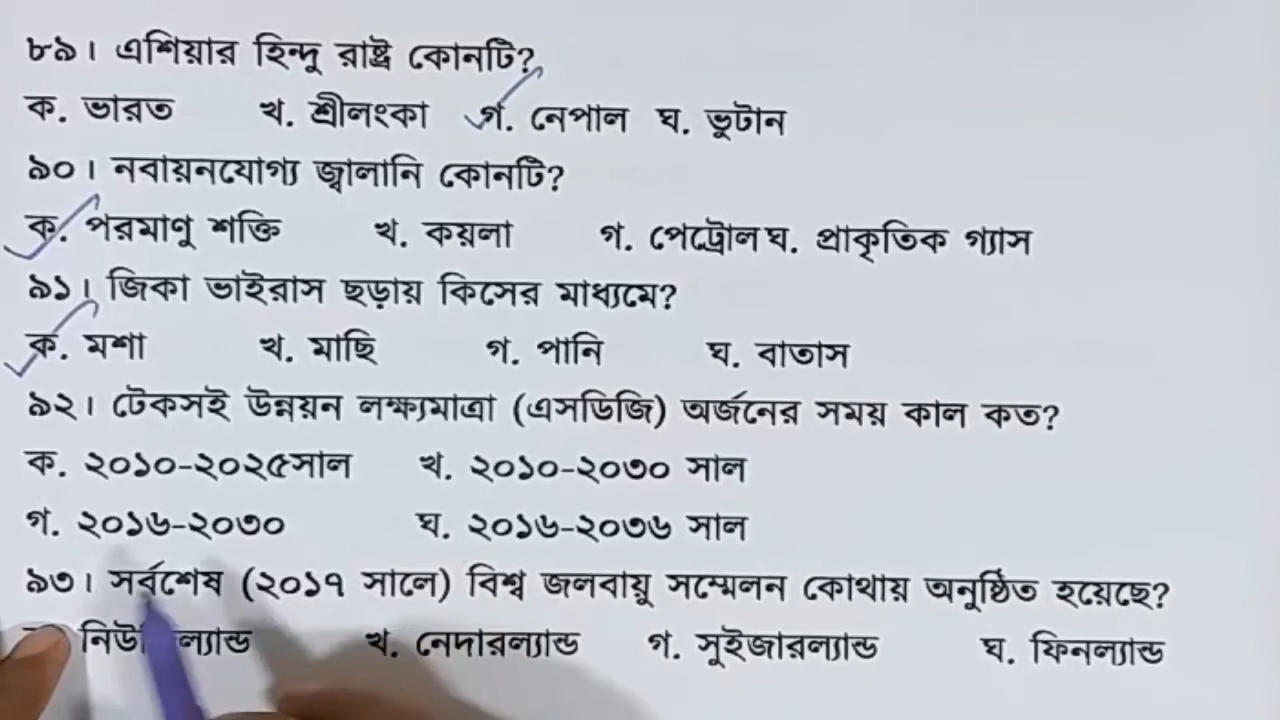 ৮৯। এশিয়ার হিন্দু রাষ্ট্র কোনটি?
ক. ভারত খ. শ্রীলংকা গ. নেপাল ঘ. ভুটান
৯০। নবায়নযোগ্য জ্বালানি কোনটি?
ক. পরমাণু শক্তি খ. কয়লা গ. পেট্রোল ঘ. প্রাকৃতিক গ্যাস
৯১। জিকা ভাইরাস ছড়ায় কিসের মাধ্যমে?
ক. মশা খ. মাছি গ. পানি ঘ. বাতাস
৯২। টেকসই উন্নয়ন লক্ষ্যমাত্রা (এসডিজি) অর্জনের সময় কাল কত?
ক. ২০১০-২০২৫সাল খ. ২০১০-২০৩০ সাল
গ. ২০১৬-২০৩০ ঘ. ২০১৬-২০৩৬ সাল
৯৩। সর্বশেষ (২০১৭ সালে) বিশ্ব জলবায়ু সম্মেলন কোথায় অনুষ্ঠিত হয়েছে?
খ. নেদারল্যান্ড গ. সুইজারল্যান্ড ঘ. ফিনল্যান্ড